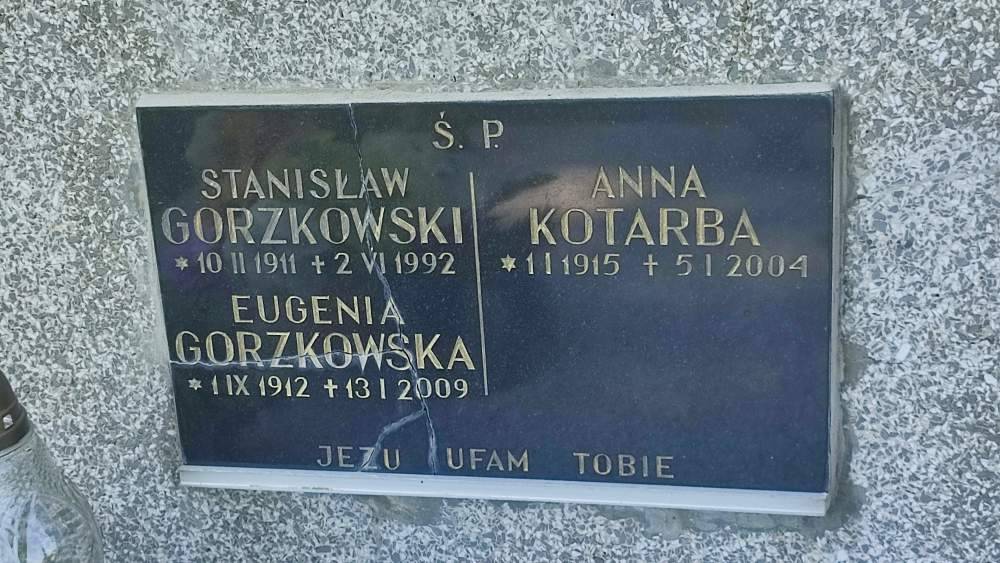 Ś. P.
STANISŁAW
GORZKOWSKI
* 10 II 1911 + 2 VI 1992
EUGENIA
GORZKOWSKA
* 1 IX 1912 + 13 I 2009
ANNA
KOTARBA
* 1 I 1915 + 5 I 2004
JEZU UFAM TOBIE